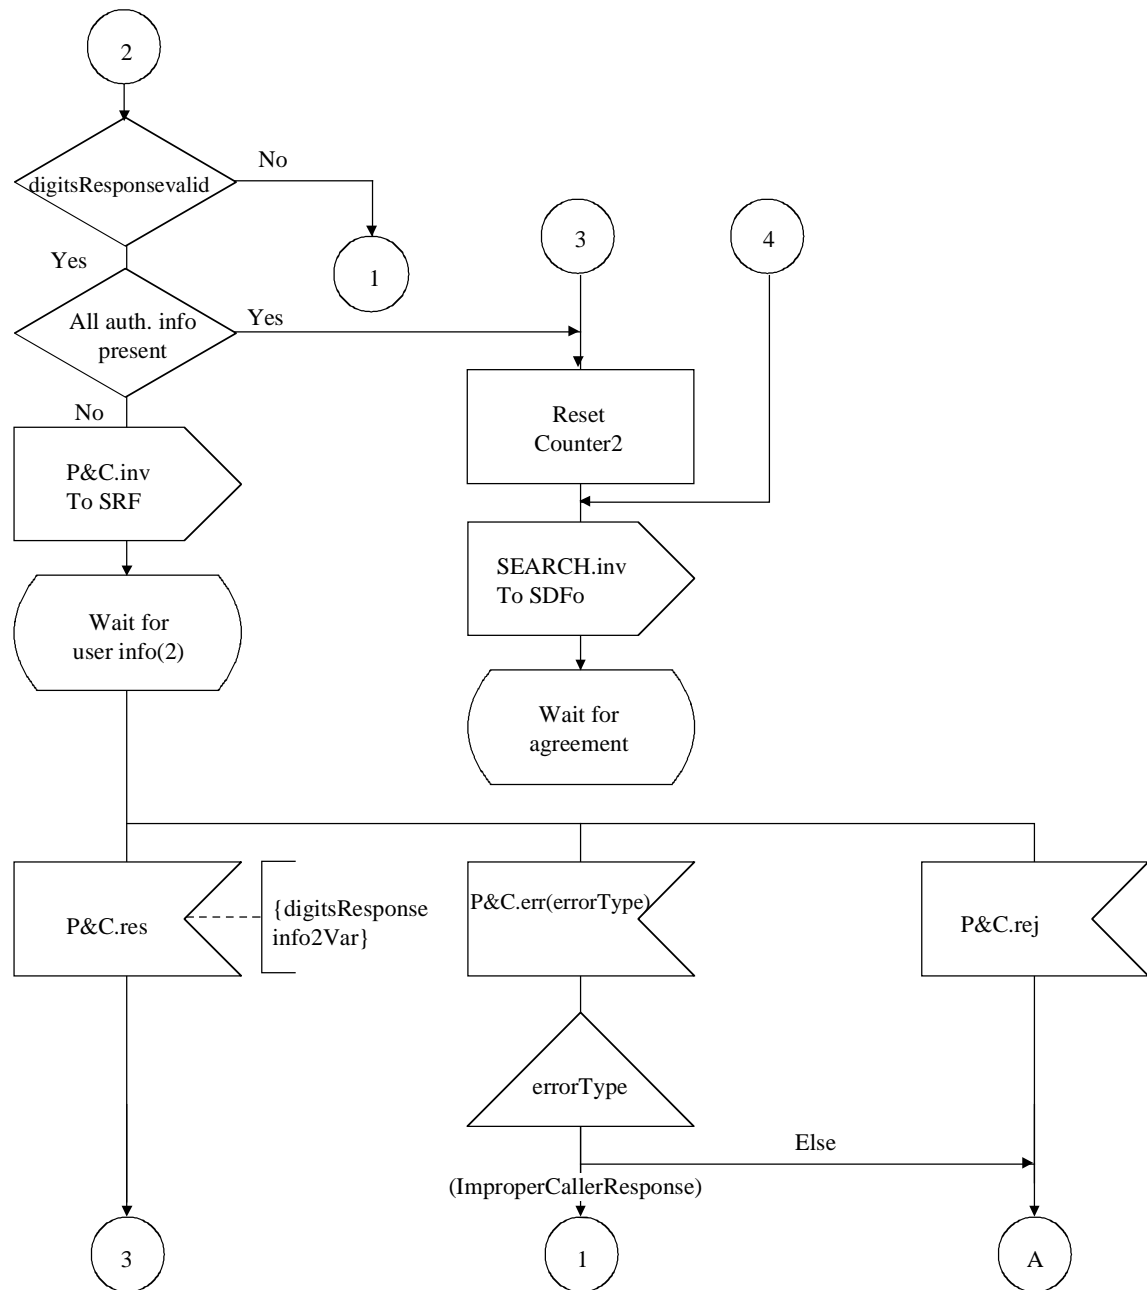 2
No
digitsResponsevalid
3
4
Yes
1
All auth. info
present
Yes
No
Reset
Counter2
P&C.inv
To SRF
SEARCH.inv
To SDFo
Wait for
user info(2)
Wait for
agreement
P&C.res
{digitsResponse
info2Var}
P&C.err(errorType)
P&C.rej
errorType
Else
(ImproperCallerResponse)
3
1
A